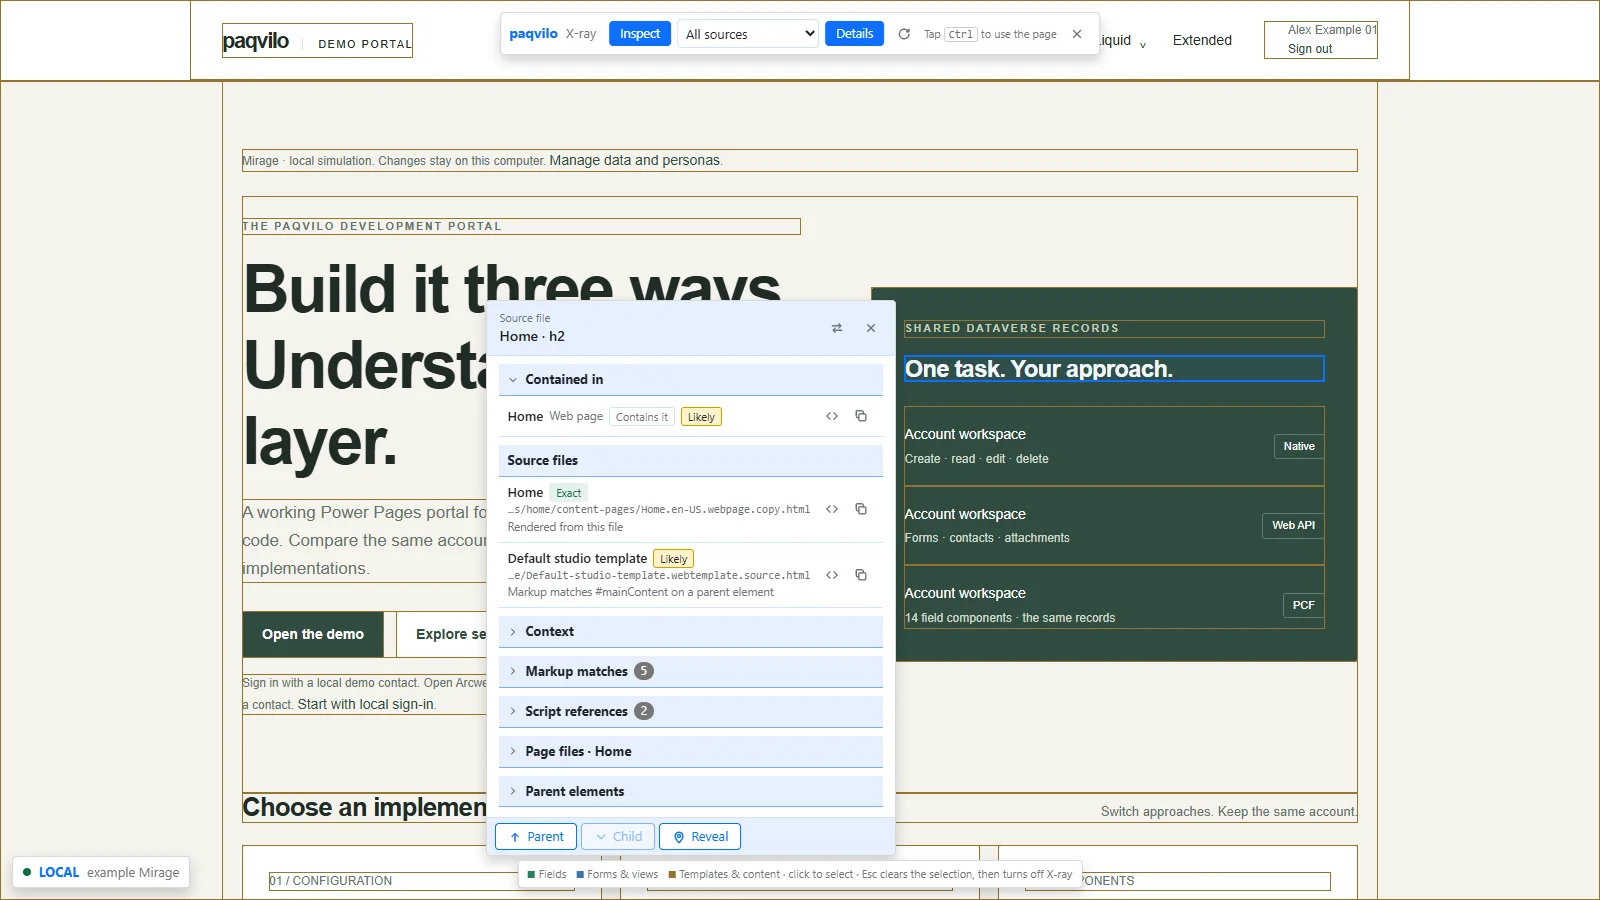 paqvilo
DEMO PORTAL
paqvilo X-ray Inspect All sources Details Tap Ctrl to use the page
iquid
Extended
Alex Example 01
Sign out
Mirage · local simulation. Changes stay on this computer. Manage data and personas.
THE PAQVILO DEVELOPMENT PORTAL
Build it three ways
Understa
layer.
A working Power Pages portal fo
code. Compare the same accou
implementations.
Open the demo
Explore se
Sign in with a local demo contact. Open Arcwe
a contact. Start with local sign-in.
Source file
Home · h2
Contained in
Home Web page Contains it Likely
Source files
Home Exact
…s/home/content-pages/Home.en-US.webpage.copy.html
Rendered from this file
Default studio template Likely
…e/Default-studio-template.webtemplate.source.html
Markup matches #mainContent on a parent element
Context
Markup matches 5
Script references 2
Page files · Home
Parent elements
Parent
Child
Reveal
SHARED DATAVERSE RECORDS
One task. Your approach.
Account workspace
Create · read · edit · delete
Native
Account workspace
Forms · contacts · attachments
Web API
Account workspace
14 field components · the same records
PCF
Choose an implemen
Switch approaches. Keep the same account.
LOCAL example Mirage
01 / CONFIGURATION
Fields Forms & views Templates & content · click to select · Esc clears the selection, then turns off X-ray
PONENTS